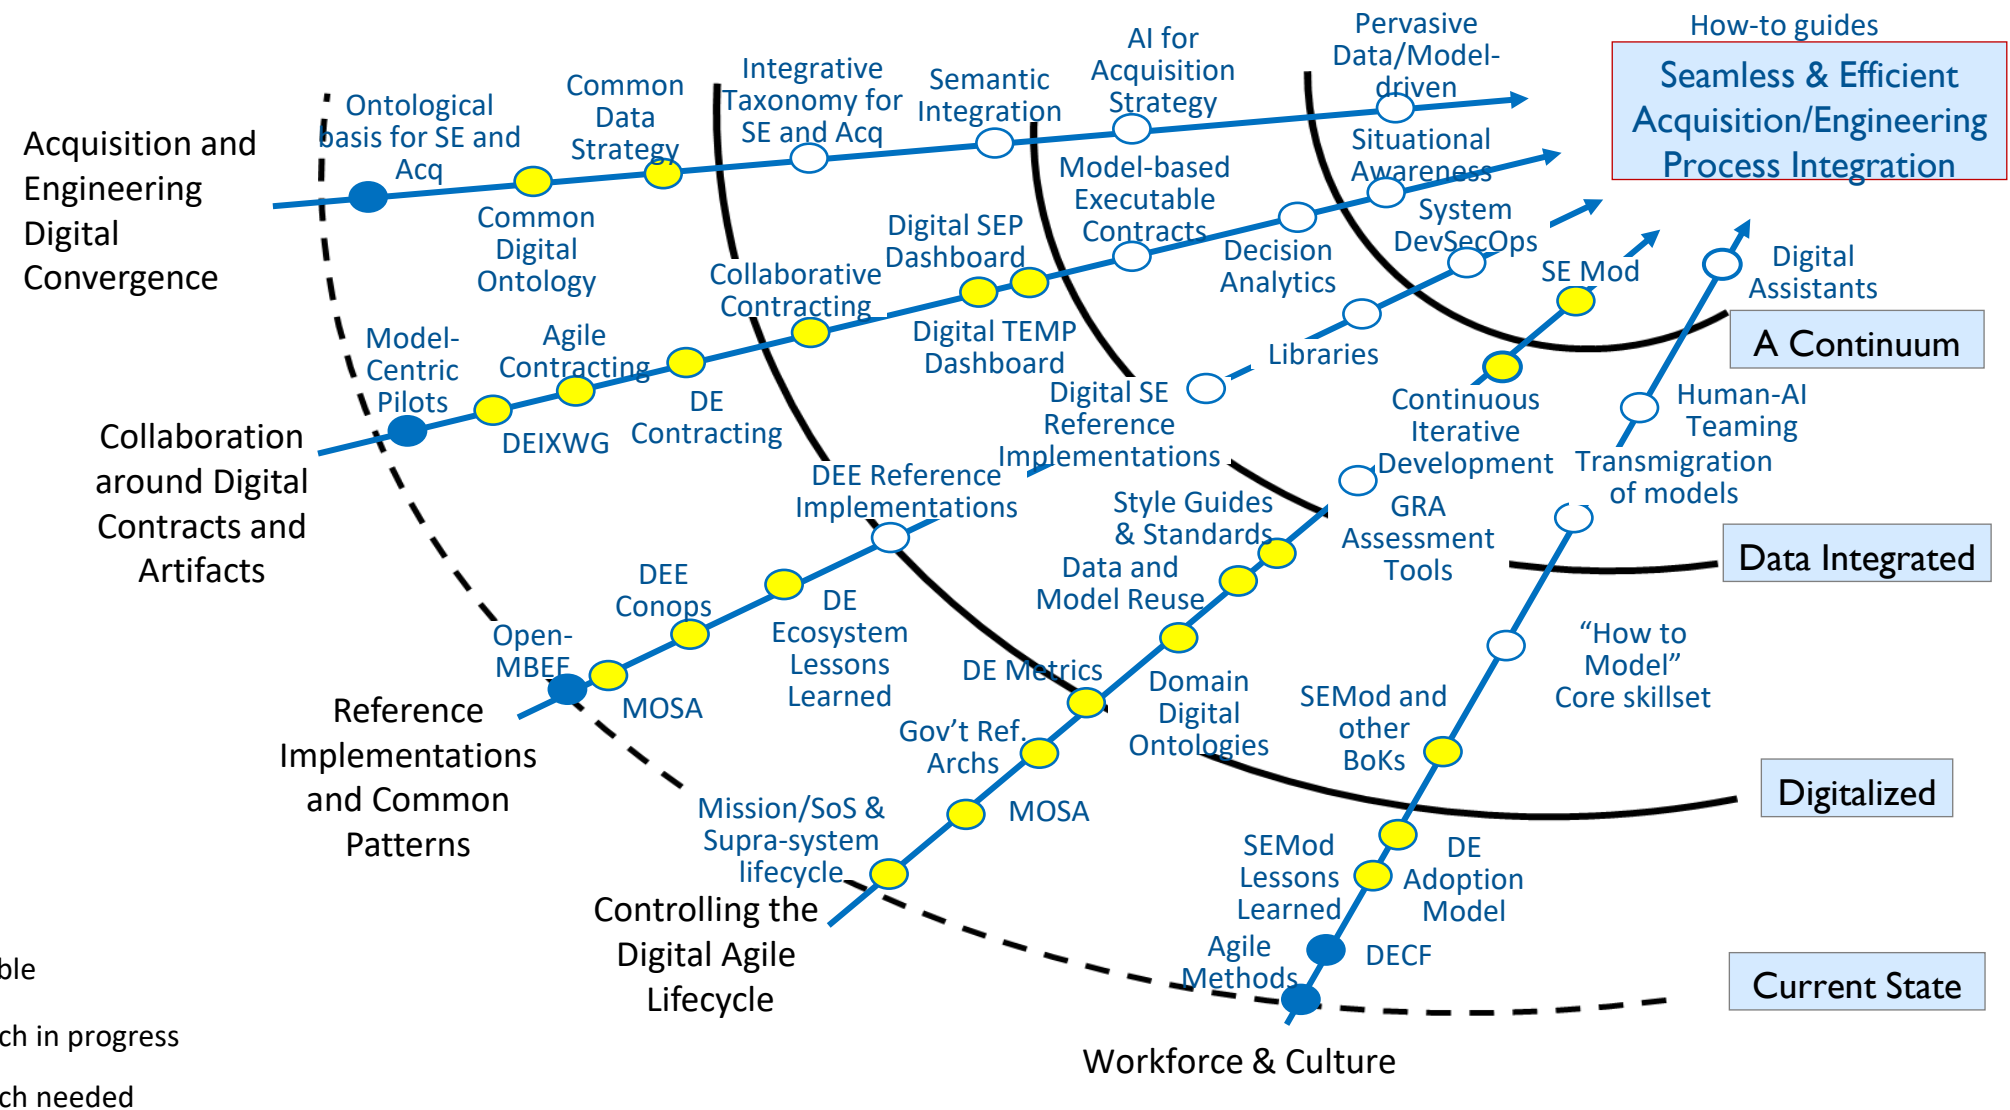 How-to guides
Seamless & Efficient
Acquisition/Engineering
Process Integration
Acquisition and
Engineering
Digital
Convergence
Ontological
basis for SE and
Acq
Common
Digital
Ontology
Common
Data
Strategy
Integrative
Taxonomy for
SE and Acq
Semantic
Integration
AI for
Acquisition
Strategy
Pervasive
Data/Model-
driven
Collaboration
around Digital
Contracts and
Artifacts
Model-
Centric
Pilots
DEIXWG
Agile
Contracting
DE
Contracting
Collaborative
Contracting
Digital SEP
Dashboard
Digital TEMP
Dashboard
Model-based
Executable
Contracts
Decision
Analytics
Situational
Awareness
Reference
Implementations
and Common
Patterns
Open-
MBEE
MOSA
DEE
Conops
DE
Ecosystem
Lessons
Learned
DEE Reference
Implementations
Digital SE
Reference
Implementations
Libraries
System
DevSecOps
Controlling the
Digital Agile
Lifecycle
Mission/SoS &
Supra-system
lifecycle
MOSA
Gov’t Ref.
Archs
DE Metrics
Domain
Digital
Ontologies
Data and
Model Reuse
Style Guides
& Standards
GRA
Assessment
Tools
Continuous
Iterative
Development
SE Mod
Workforce & Culture
Agile
Methods
DECF
SEMod
Lessons
Learned
DE
Adoption
Model
SEMod and
other
BoKs
“How to
Model”
Core skillset
Transmigration
of models
Human-AI
Teaming
Digital
Assistants
A Continuum
Data Integrated
Digitalized
Current State
in progress
needed